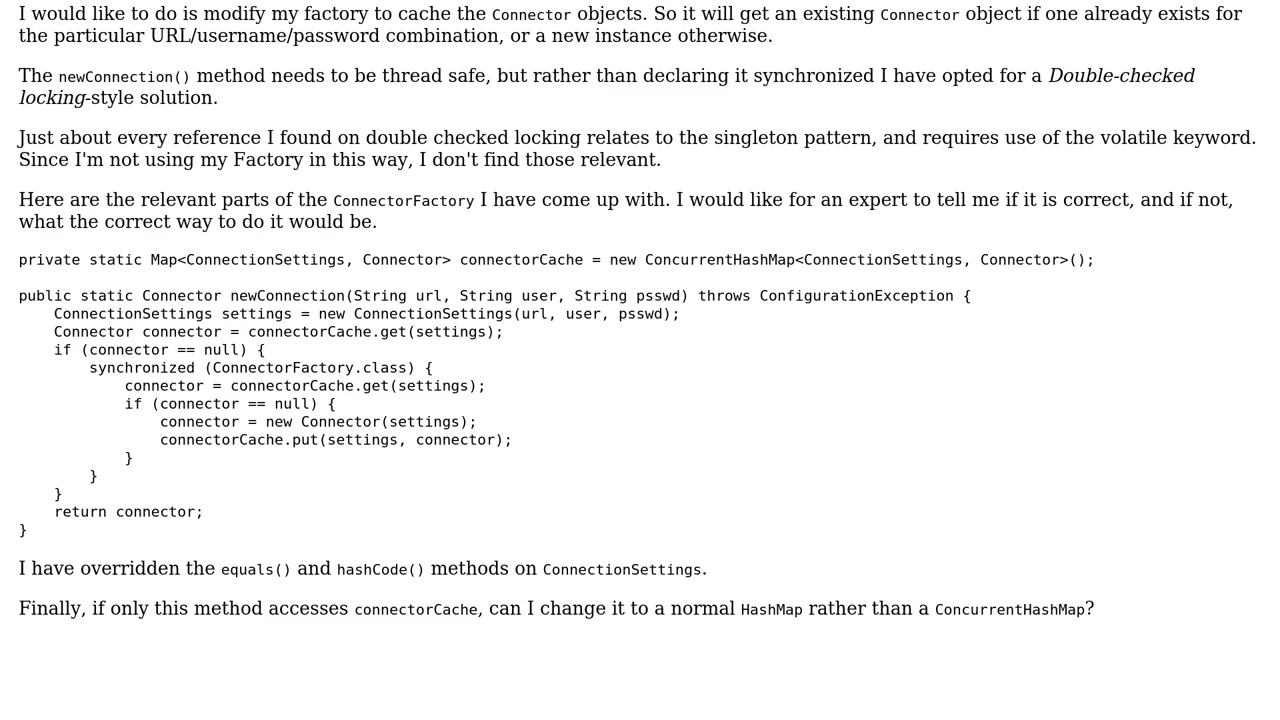 I would like to do is modify my factory to cache the Connector objects. So it will get an existing Connector object if one already exists for
the particular URL/username/password combination, or a new instance otherwise.
The newConnection() method needs to be thread safe, but rather than declaring it synchronized I have opted for a Double-checked
locking-style solution.
Just about every reference I found on double checked locking relates to the singleton pattern, and requires use of the volatile keyword.
Since I'm not using my Factory in this way, I don't find those relevant.
Here are the relevant parts of the ConnectorFactory I have come up with. I would like for an expert to tell me if it is correct, and if not,
what the correct way to do it would be.
private static Map<ConnectionSettings, Connector> connectorCache = new ConcurrentHashMap<ConnectionSettings, Connector>();
public static Connector newConnection(String url, String user, String psswd) throws ConfigurationException {
    ConnectionSettings settings = new ConnectionSettings(url, user, psswd);
    Connector connector = connectorCache.get(settings);
    if (connector == null) {
        synchronized (ConnectorFactory.class) {
            connector = connectorCache.get(settings);
            if (connector == null) {
                connector = new Connector(settings);
                connectorCache.put(settings, connector);
            }
        }
    }
    return connector;
}
I have overridden the equals() and hashCode() methods on ConnectionSettings.
Finally, if only this method accesses connectorCache, can I change it to a normal HashMap rather than a ConcurrentHashMap?